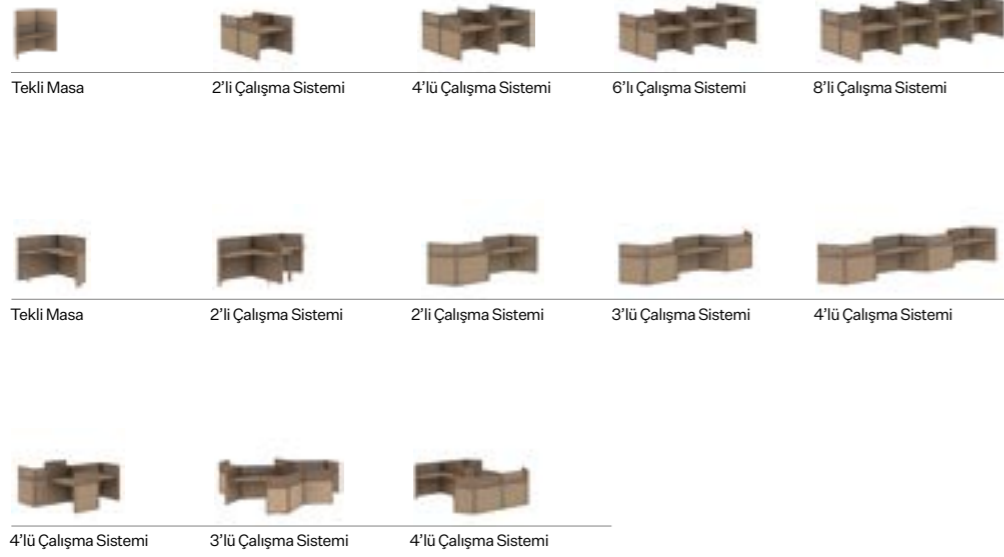 Tekli Masa 2’li Çalışma Sistemi 4’lü Çalışma Sistemi 6’lı Çalışma Sistemi 8’li Çalışma Sistemi
Tekli Masa 2’li Çalışma Sistemi 2’li Çalışma Sistemi 3’lü Çalışma Sistemi 4’lü Çalışma Sistemi
4’lü Çalışma Sistemi 3’lü Çalışma Sistemi 4’lü Çalışma Sistemi